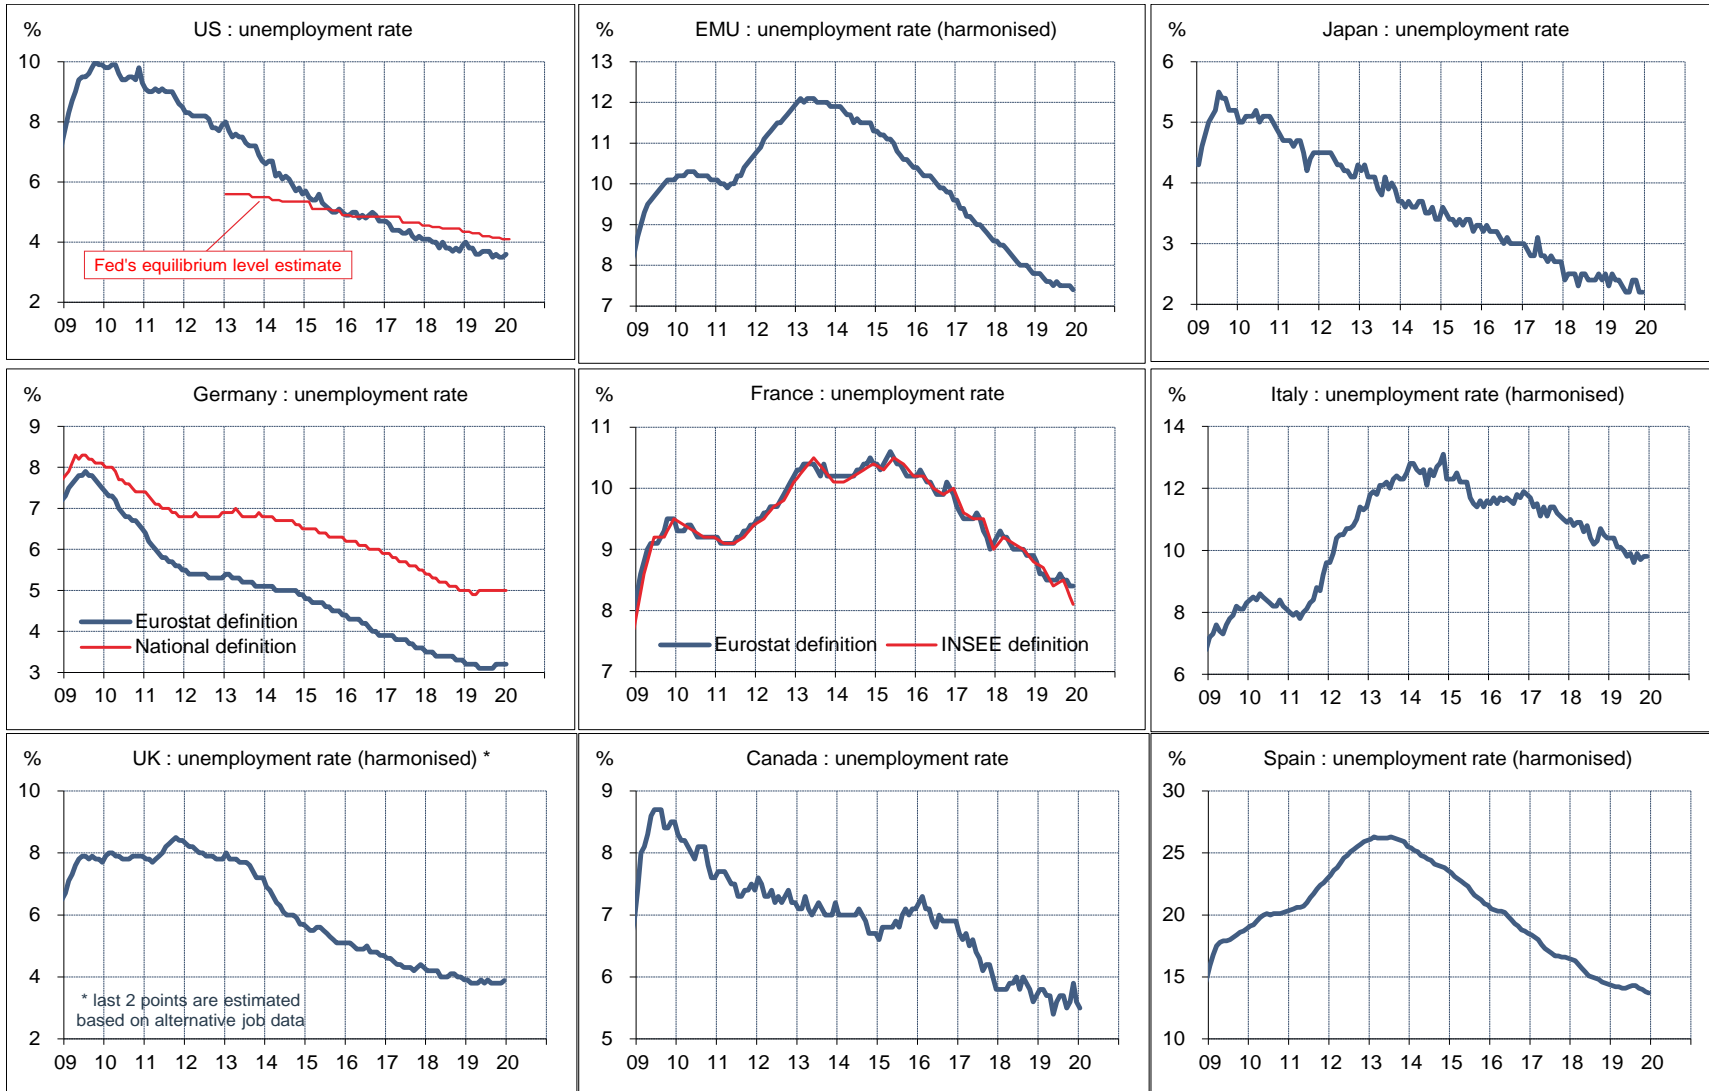 % US : unemployment rate
10
8
6
4
2
Fed's equilibrium level estimate
09 10 11 12 13 14 15 16 17 18 19 20
% EMU : unemployment rate (harmonised)
13
12
11
10
9
8
7
09 10 11 12 13 14 15 16 17 18 19 20
% Japan : unemployment rate
6
5
4
3
2
09 10 11 12 13 14 15 16 17 18 19 20
% Germany : unemployment rate
9
8
7
6
5
4
3
Eurostat definition
National definition
09 10 11 12 13 14 15 16 17 18 19 20
% France : unemployment rate
11
10
9
8
7
Eurostat definition INSEE definition
09 10 11 12 13 14 15 16 17 18 19 20
% Italy : unemployment rate (harmonised)
14
12
10
8
6
09 10 11 12 13 14 15 16 17 18 19 20
% UK : unemployment rate (harmonised) *
10
8
6
4
2
* last 2 points are estimated
based on alternative job data
09 10 11 12 13 14 15 16 17 18 19 20
% Canada : unemployment rate
9
8
7
6
5
09 10 11 12 13 14 15 16 17 18 19 20
% Spain : unemployment rate (harmonised)
30
25
20
15
10
09 10 11 12 13 14 15 16 17 18 19 20